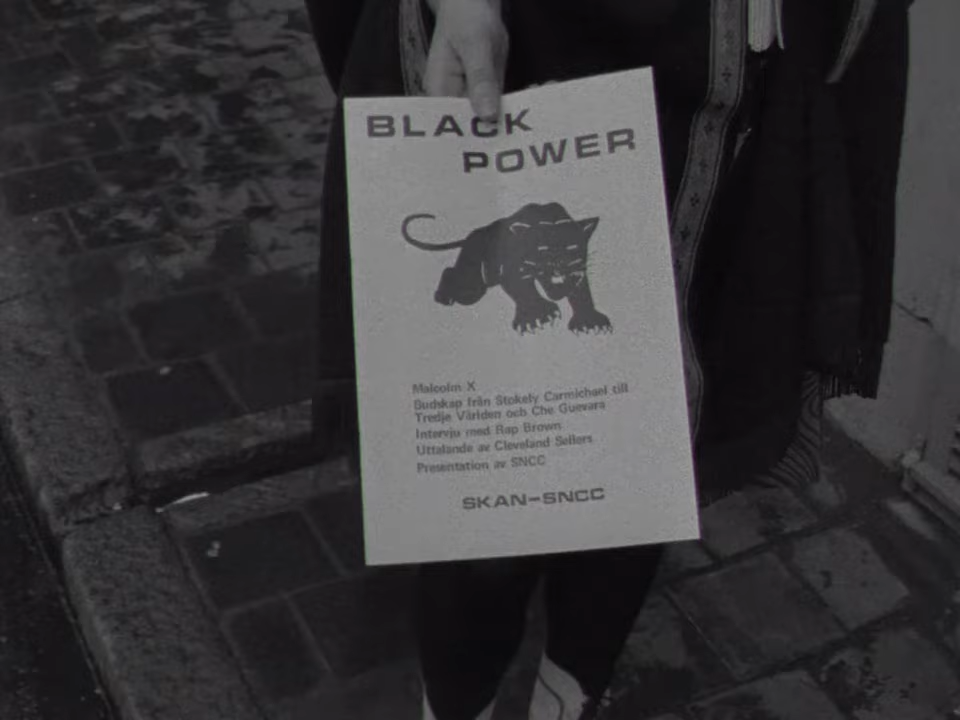 BLACK
POWER
Malcolm X
Budskap från Stokely Carmichael till
Tredje Världen och Che Guevara
Intervju med Rap Brown
Uttalande av Cleveland Sellers
Presentation av SNCC
SKAN-SNCC